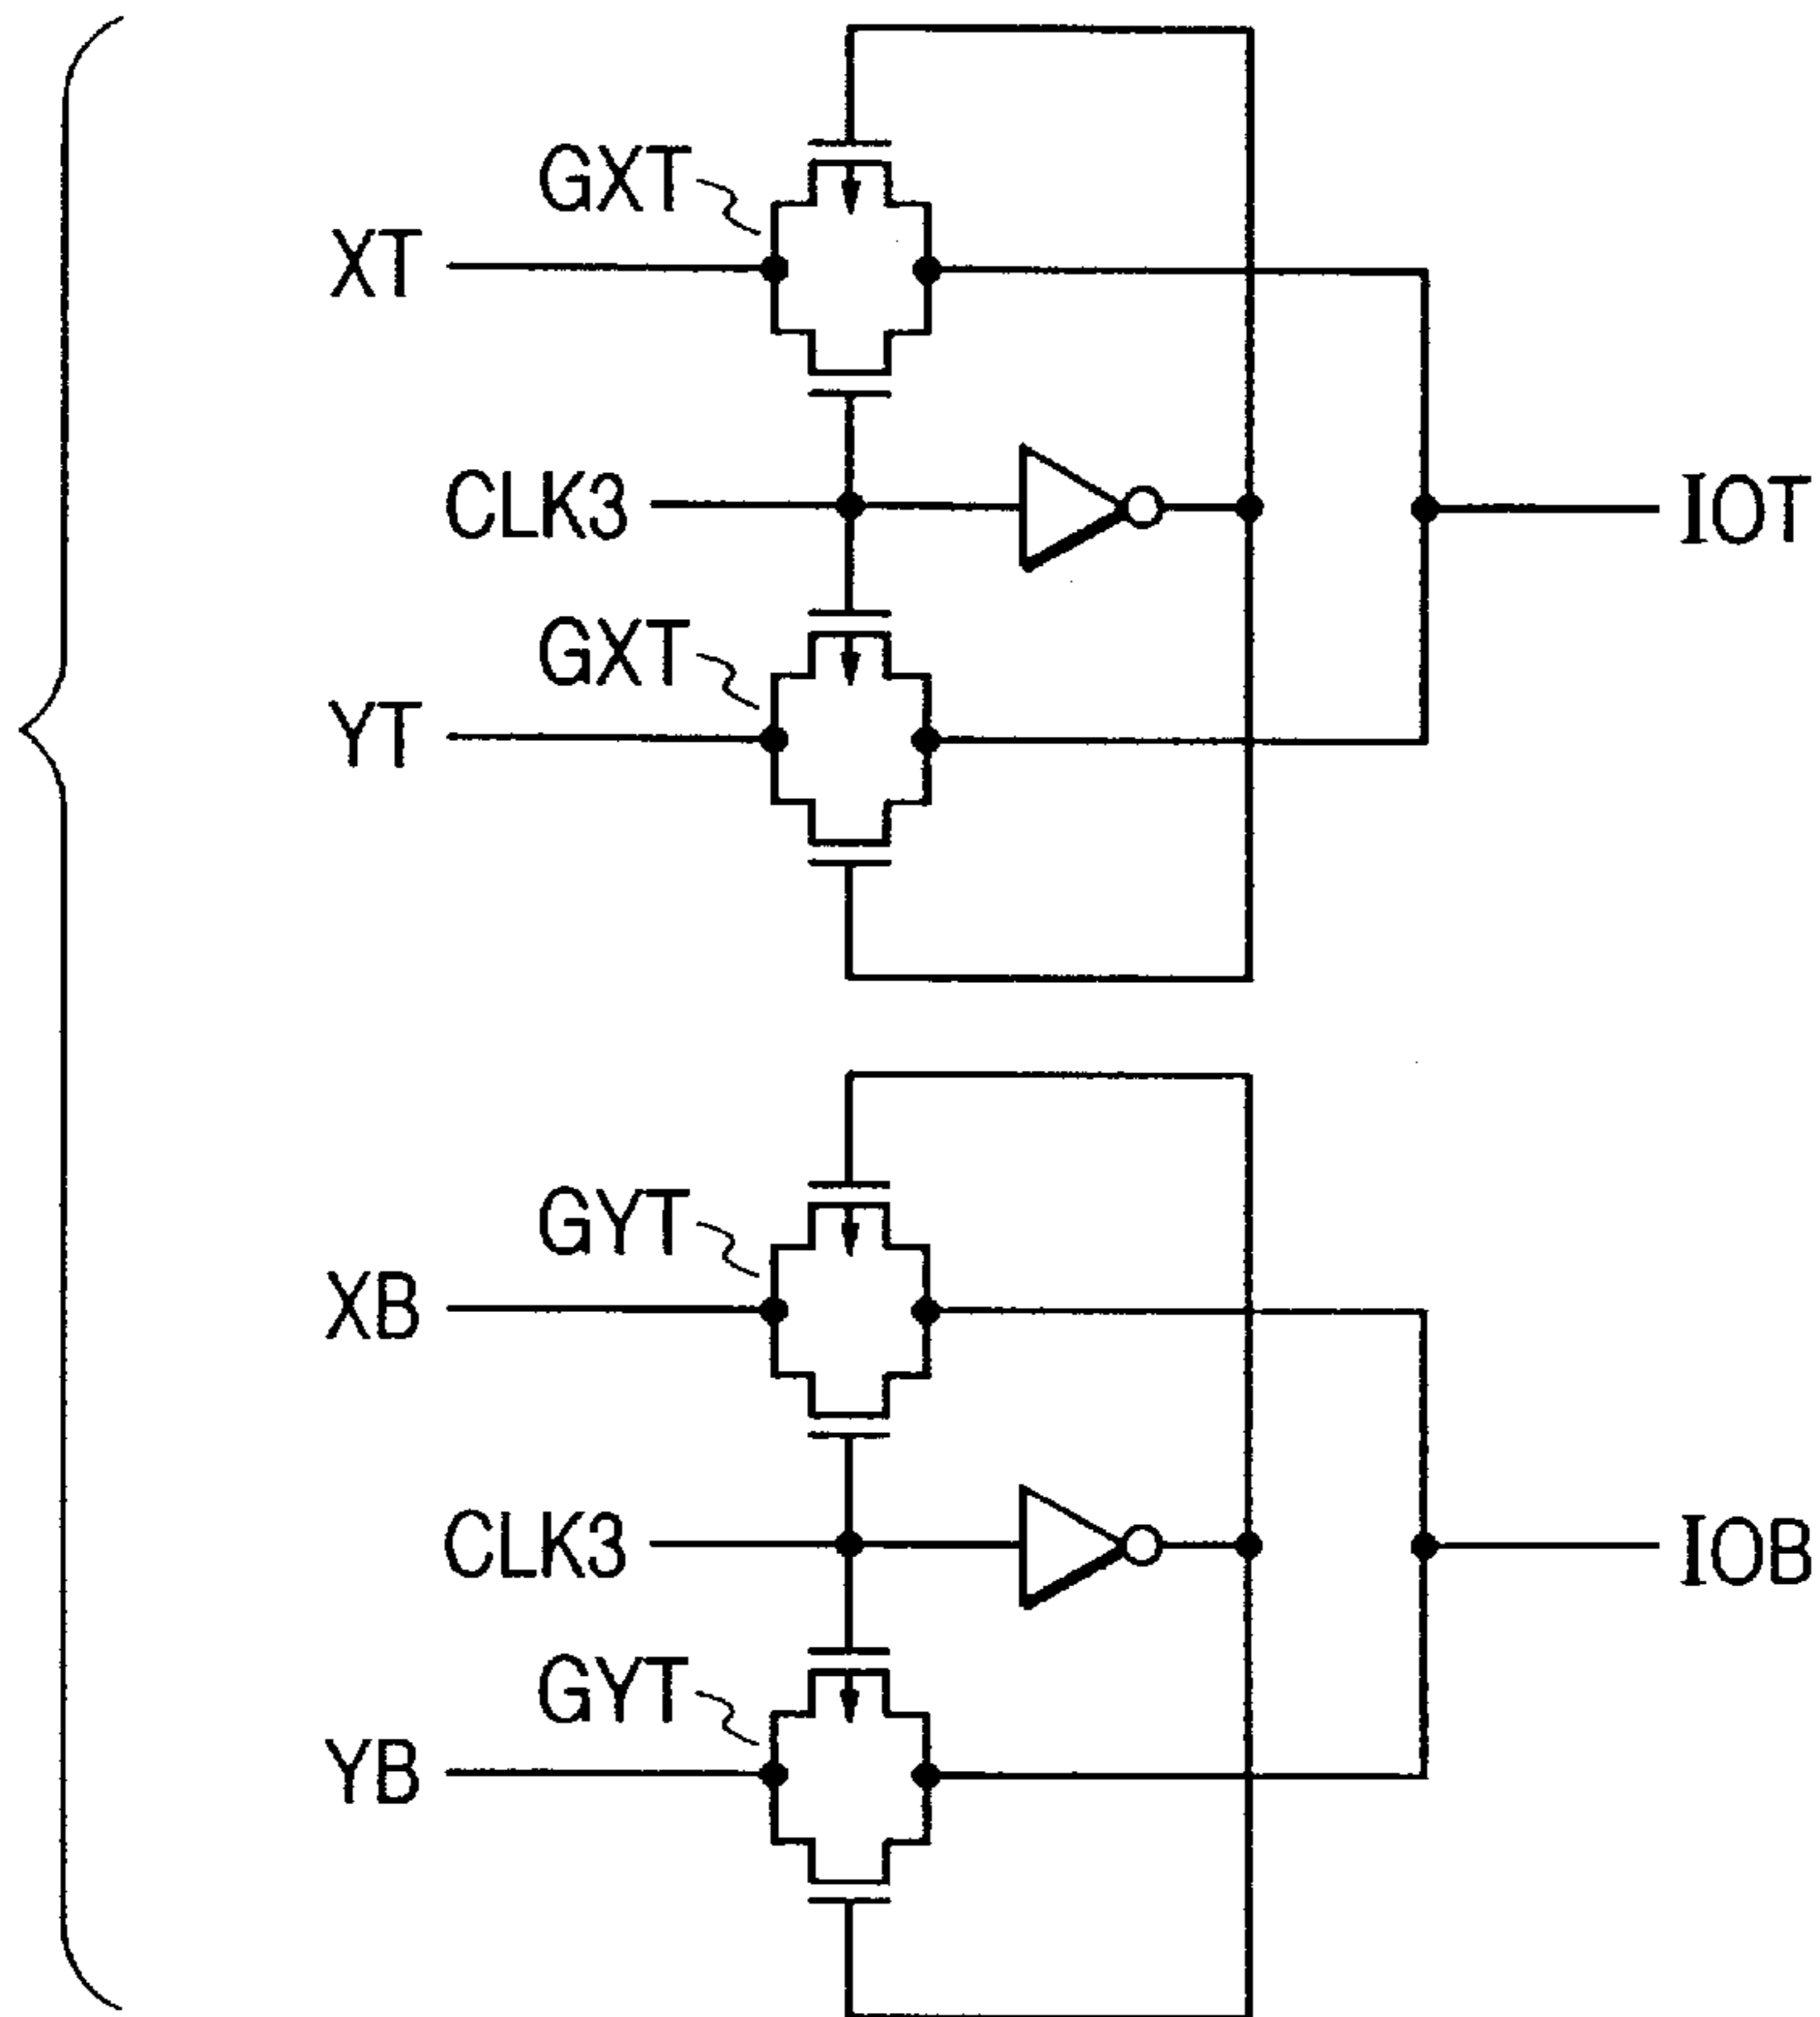 GXT
XT
CLK3
IOT
GXT
YT
GYT
XB
CLK3
IOB
GYT
YB